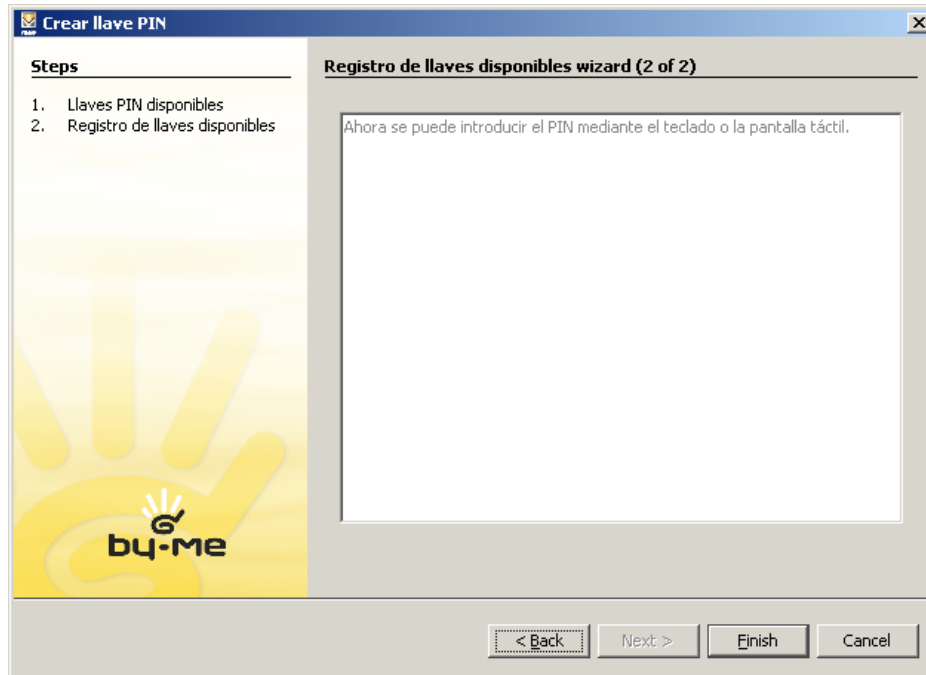 Crear llave PIN
Steps
1. Llaves PIN disponibles
2. Registro de llaves disponibles
Registro de llaves disponibles wizard (2 of 2)
Ahora se puede introducir el PIN mediante el teclado o la pantalla táctil.
by-me
< Back
Next >
Finish
Cancel